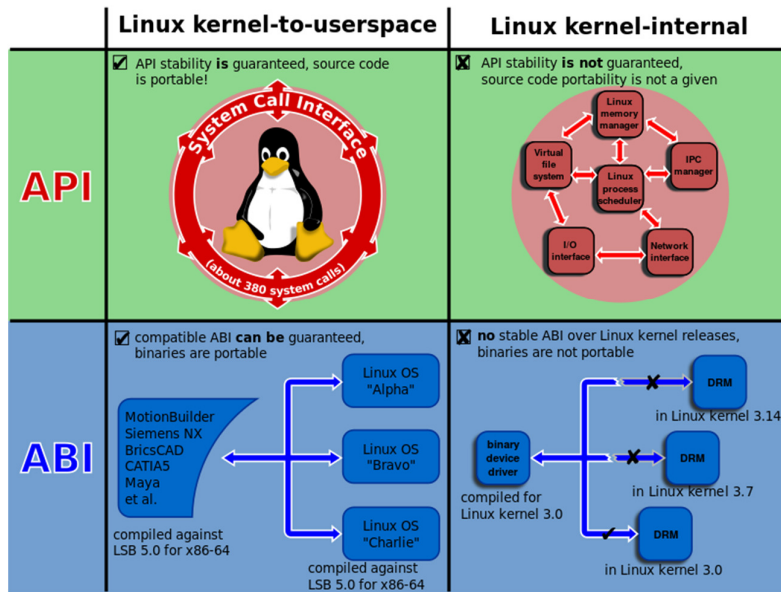 Linux kernel-to-userspace
Linux kernel-internal
API
API stability is guaranteed, source code
is portable!
System Call Interface
(about 380 system calls)
API stability is not guaranteed,
source code portability is not a given
Linux
memory
manager
Virtual
file
system
IPC
manager
Linux
process
scheduler
I/O
interface
Network
interface
ABI
compatible ABI can be guaranteed,
binaries are portable
MotionBuilder
Siemens NX
BricsCAD
CATIA5
Maya
et al.
compiled against
LSB 5.0 for x86-64
Linux OS
"Alpha"
Linux OS
"Bravo"
Linux OS
"Charlie"
compiled against
LSB 5.0 for x86-64
no stable ABI over Linux kernel releases,
binaries are not portable
binary
device
driver
compiled for
Linux kernel 3.0
DRM
in Linux kernel 3.14
DRM
in Linux kernel 3.7
DRM
in Linux kernel 3.0